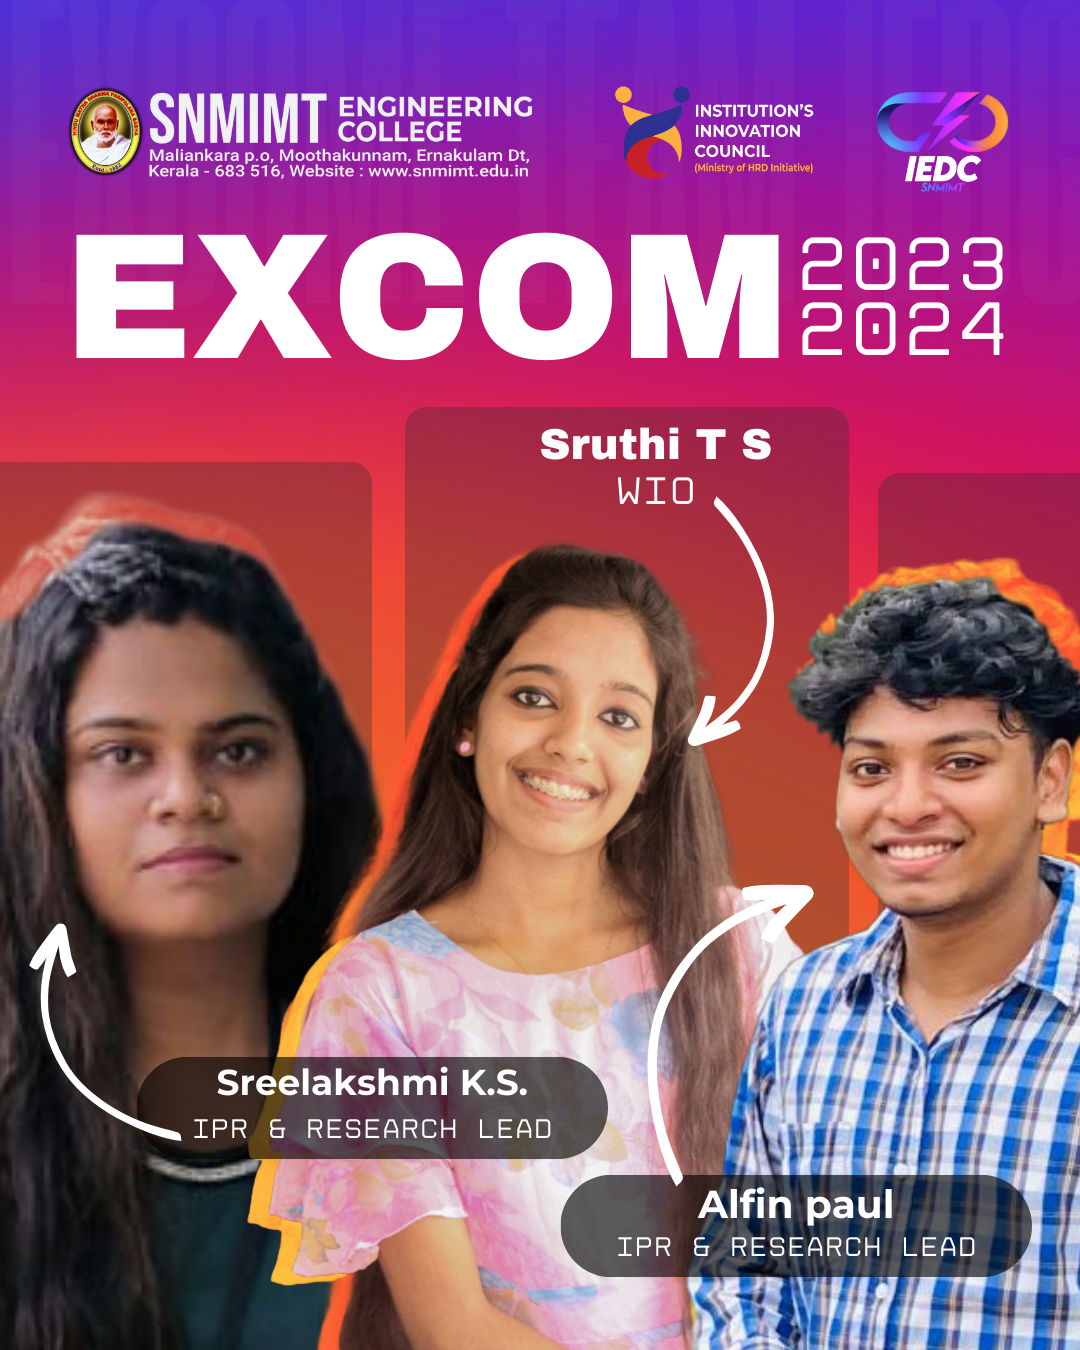 SNMIMT ENGINEERING COLLEGE
Maliankara p.o, Moothakunnam, Ernakulam Dt,
Kerala - 683 516, Website : www.snmimt.edu.in
INSTITUTION'S
INNOVATION
COUNCIL
(Ministry of HRD Initiative)
IEDC
SNMIMT
EXCOM 2023
2024
Sruthi T S
WIO
Sreelakshmi K.S.
IPR & RESEARCH LEAD
Alfin paul
IPR & RESEARCH LEAD